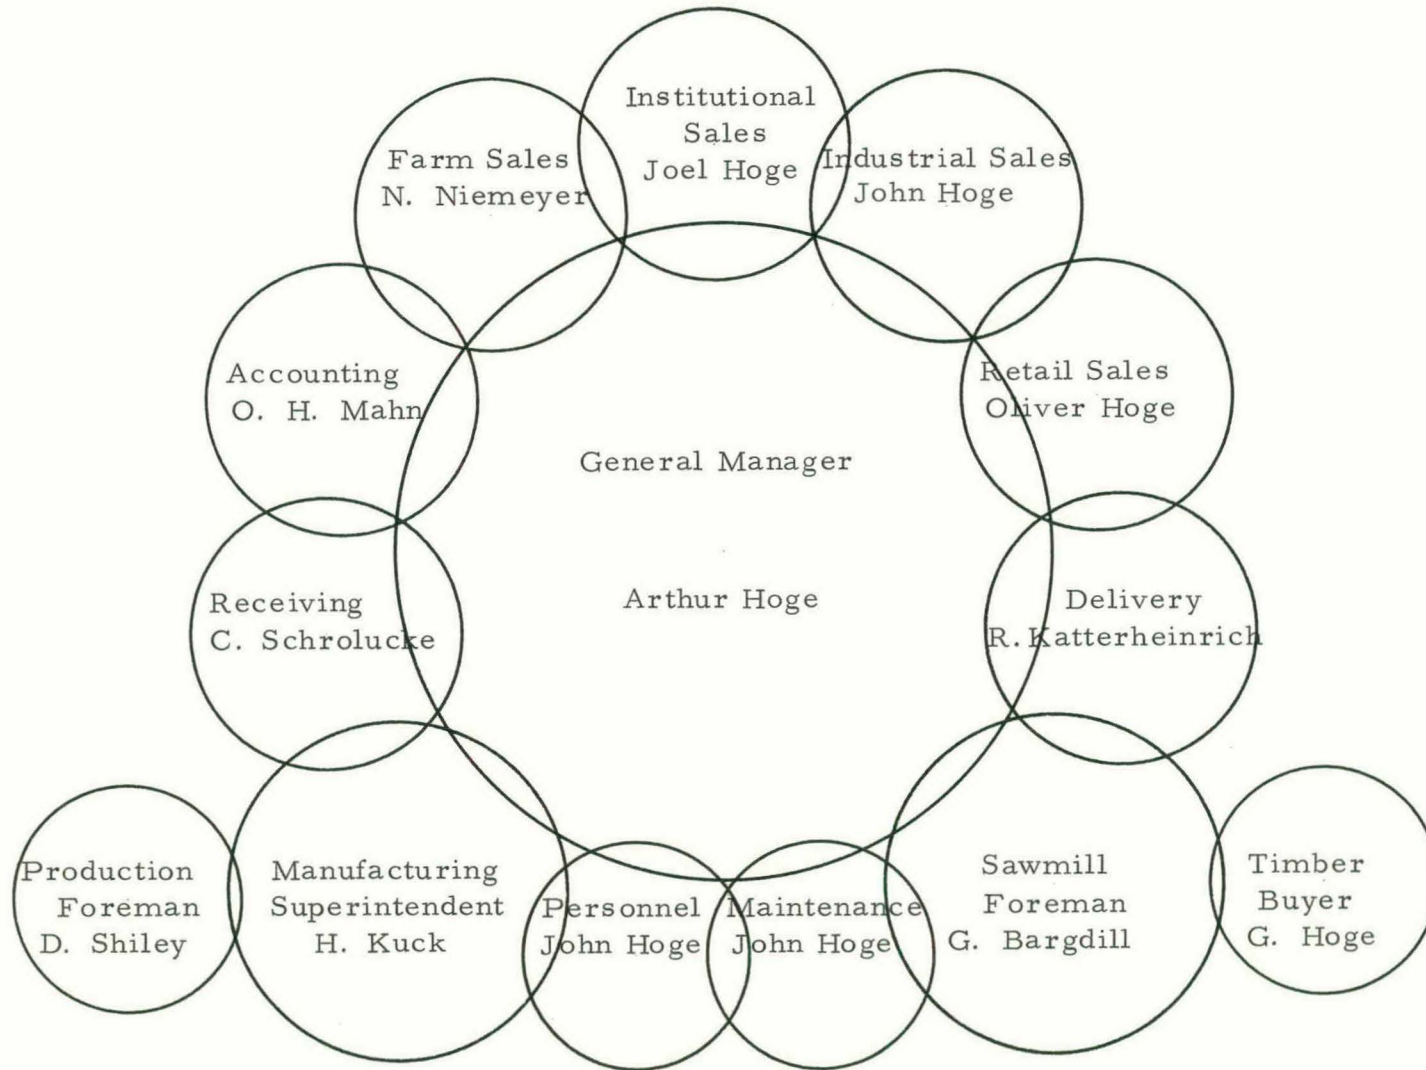 Institutional
Sales
Joel Hoge
Farm Sales
N. Niemeyer
Industrial Sales
John Hoge
Accounting
O. H. Mahn
Retail Sales
Oliver Hoge
General Manager
Arthur Hoge
Receiving
C. Schrolucke
Delivery
R. Katterheinrich
Production
Foreman
D. Shiley
Manufacturing
Superintendent
H. Kuck
Personnel
John Hoge
Maintenance
John Hoge
Sawmill
Foreman
G. Bargdill
Timber
Buyer
G. Hoge